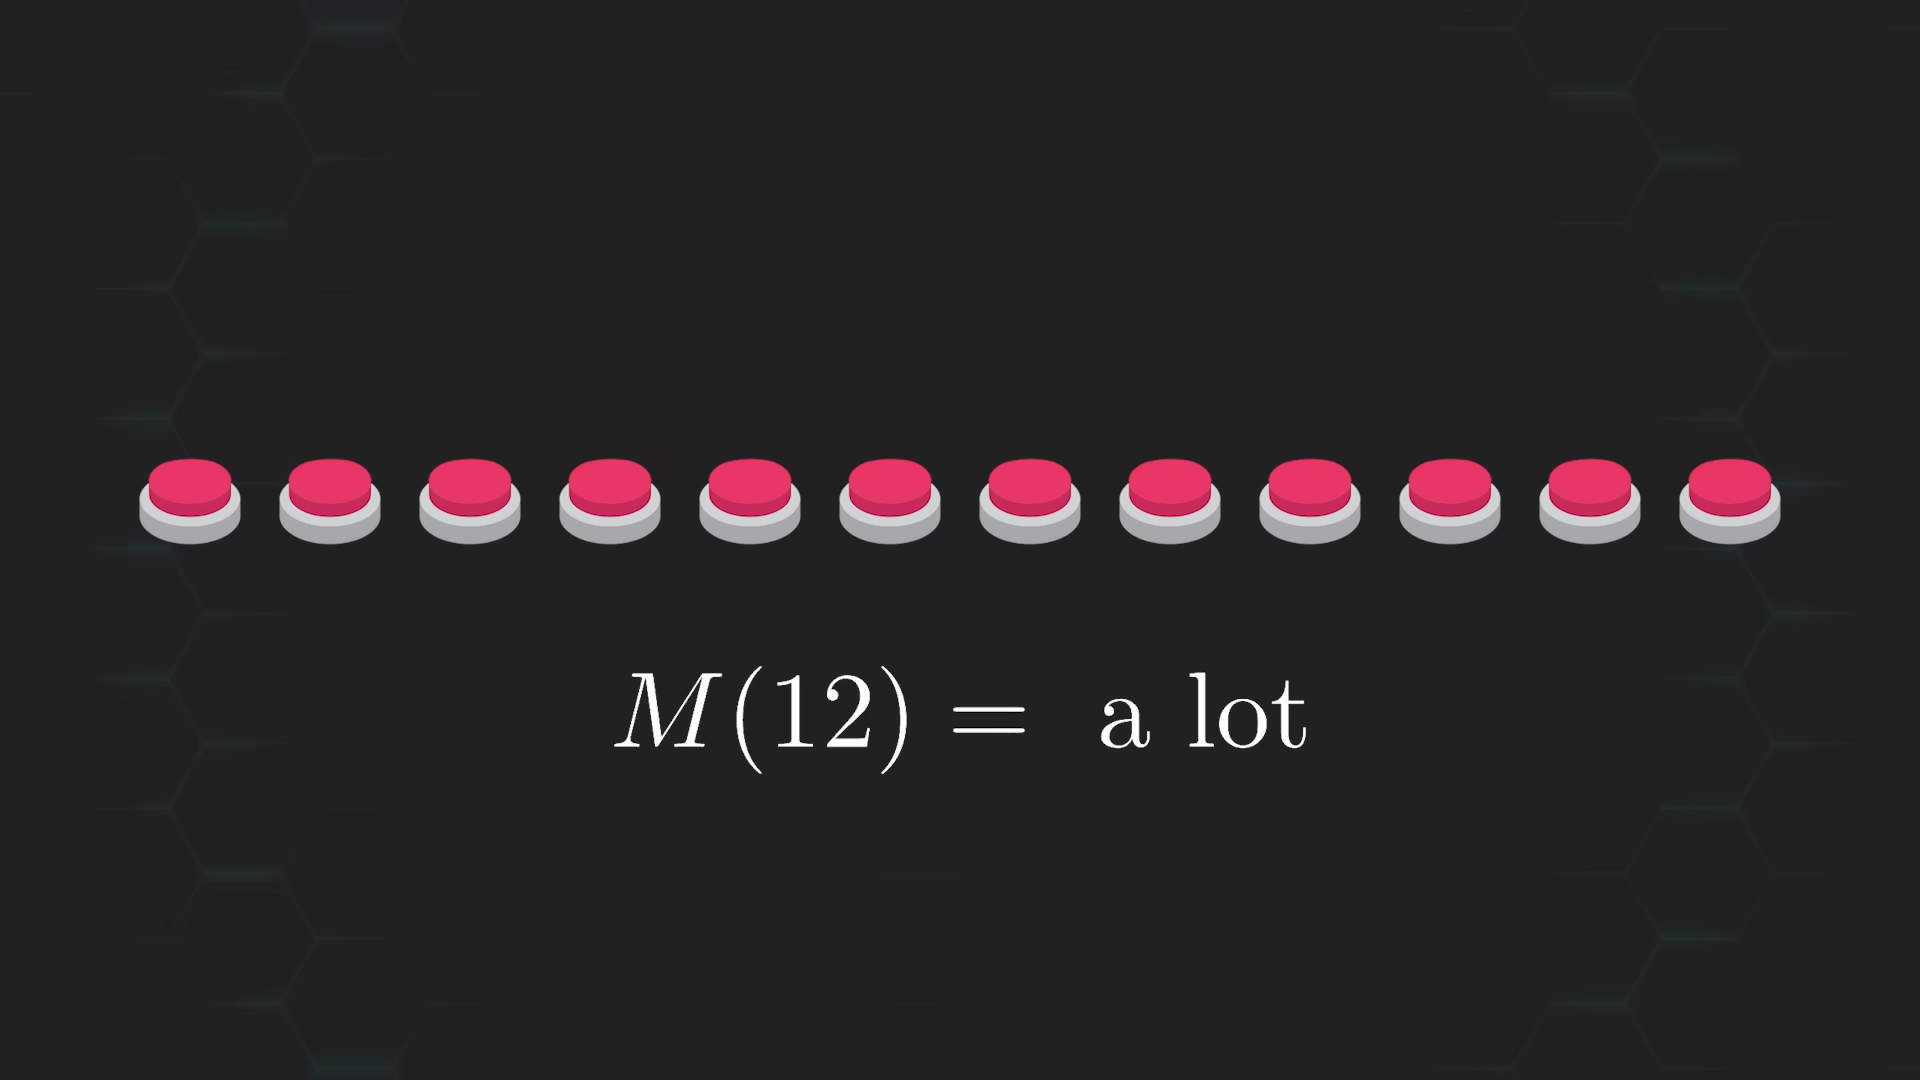 M(12) = a lot